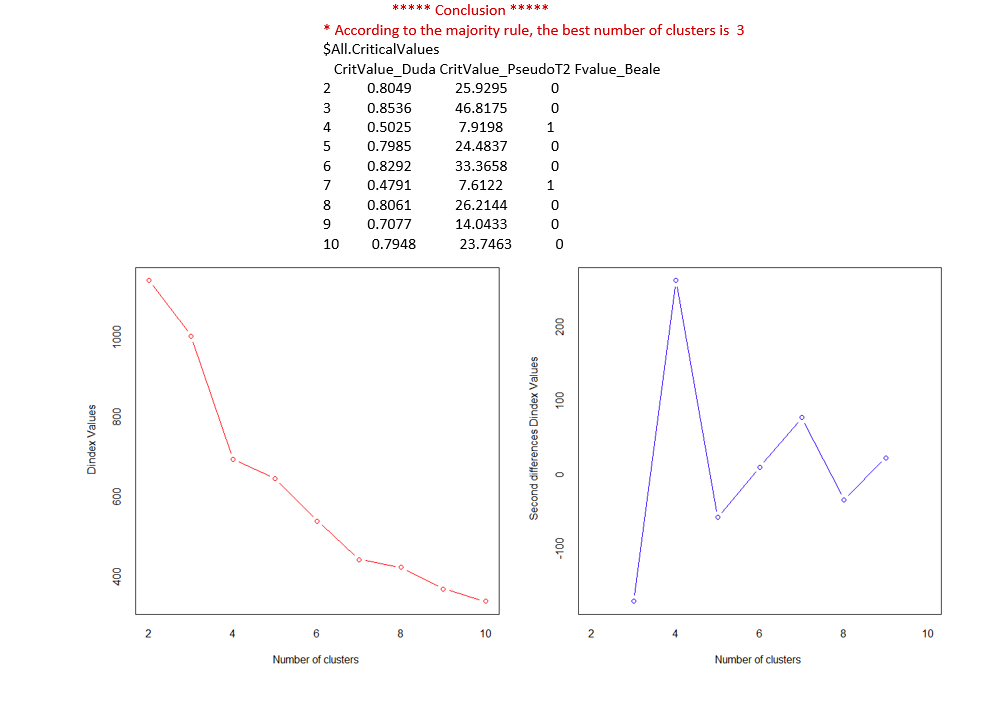 ***** Conclusion *****
* According to the majority rule, the best number of clusters is 3
$All.CriticalValues
CritValue_Duda CritValue_PseudoT2 Fvalue_Beale
2 0.8049 25.9295 0
3 0.8536 46.8175 0
4 0.5025 7.9198 1
5 0.7985 24.4837 0
6 0.8292 33.3658 0
7 0.4791 7.6122 1
8 0.8061 26.2144 0
9 0.7077 14.0433 0
10 0.7948 23.7463 0
Dindex Values
1000
800
600
400
2 4 6 8 10
Number of clusters
Second differences Dindex Values
200
100
0
-100
2 4 6 8 10
Number of clusters